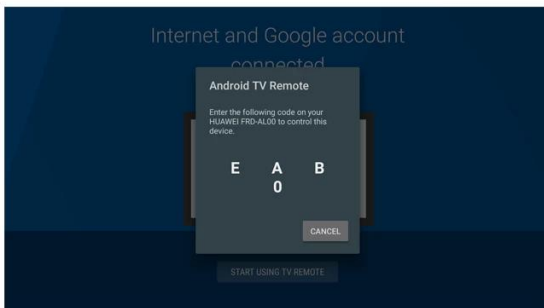 Internet and Google account
connected
Android TV Remote
Enter the following code on your
HUAWEI FRD-AL00 to control this
device.
E A B
0
CANCEL
START USING TV REMOTE